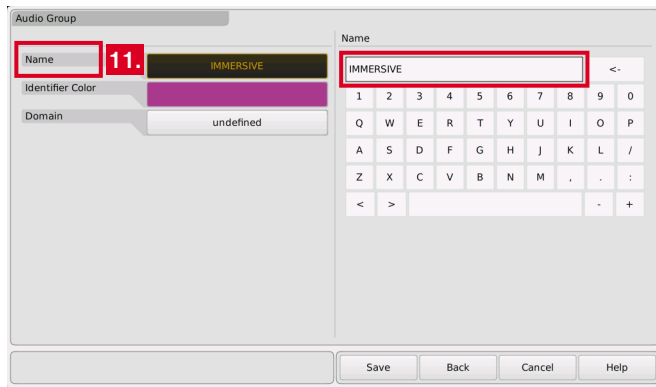 Audio Group
Name
11.
IMMERSIVE
Identifier Color
Domain
undefined
Name
IMMERSIVE
<-
1 2 3 4 5 6 7 8 9 0
Q W E R T Y U I O P
A S D F G H J K L /
Z X C V B N M , . :
< > - +
Save Back Cancel Help